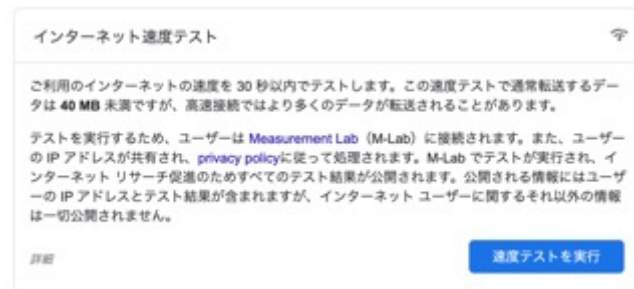 インターネット速度テスト
ご利用のインターネットの速度を 30 秒以内でテストします。この速度テストで通常転送するデー
タは 40 MB 未満ですが、高速接続ではより多くのデータが転送されることがあります。
テストを実行するため、ユーザーは Measurement Lab（M-Lab）に接続されます。また、ユーザー
の IP アドレスが共有され、privacy policyに従って処理されます。M-Lab でテストが実行され、イ
ンターネット リサーチ促進のためすべてのテスト結果が公開されます。公開される情報にはユーザ
ーの IP アドレスとテスト結果が含まれますが、インターネット ユーザーに関するそれ以外の情報
は一切公開されません。
詳細
速度テストを実行